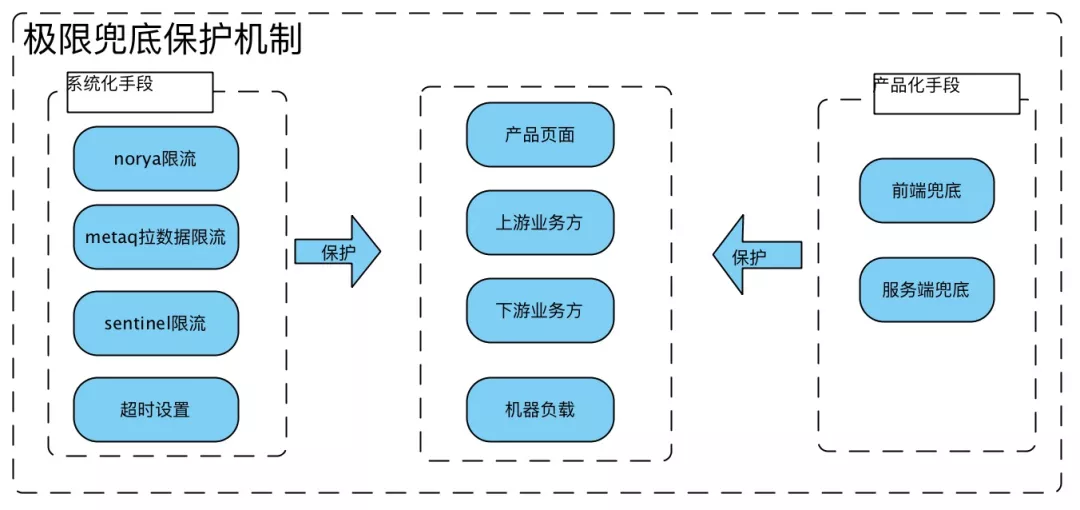 极限兜底保护机制
系统化手段
norya限流
metaq拉数据限流
sentinel限流
超时设置
保护
产品页面
上游业务方
下游业务方
机器负载
保护
产品化手段
前端兜底
服务端兜底